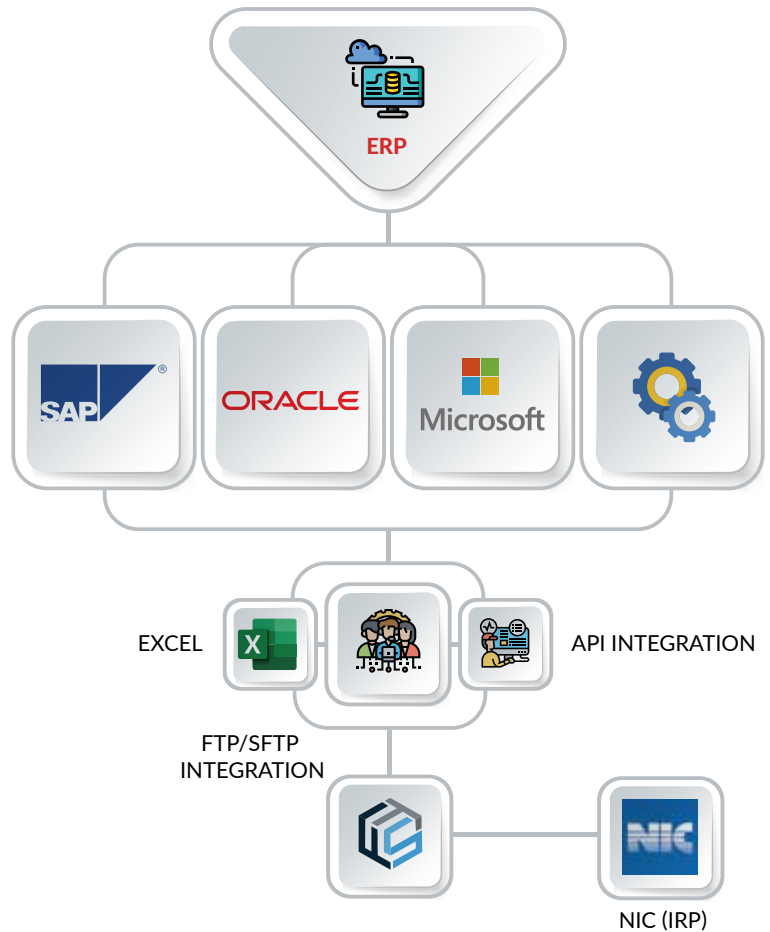 ERP
SAP ®
ORACLE
Microsoft
EXCEL
X
API INTEGRATION
FTP/SFTP
INTEGRATION
NIC
NIC (IRP)